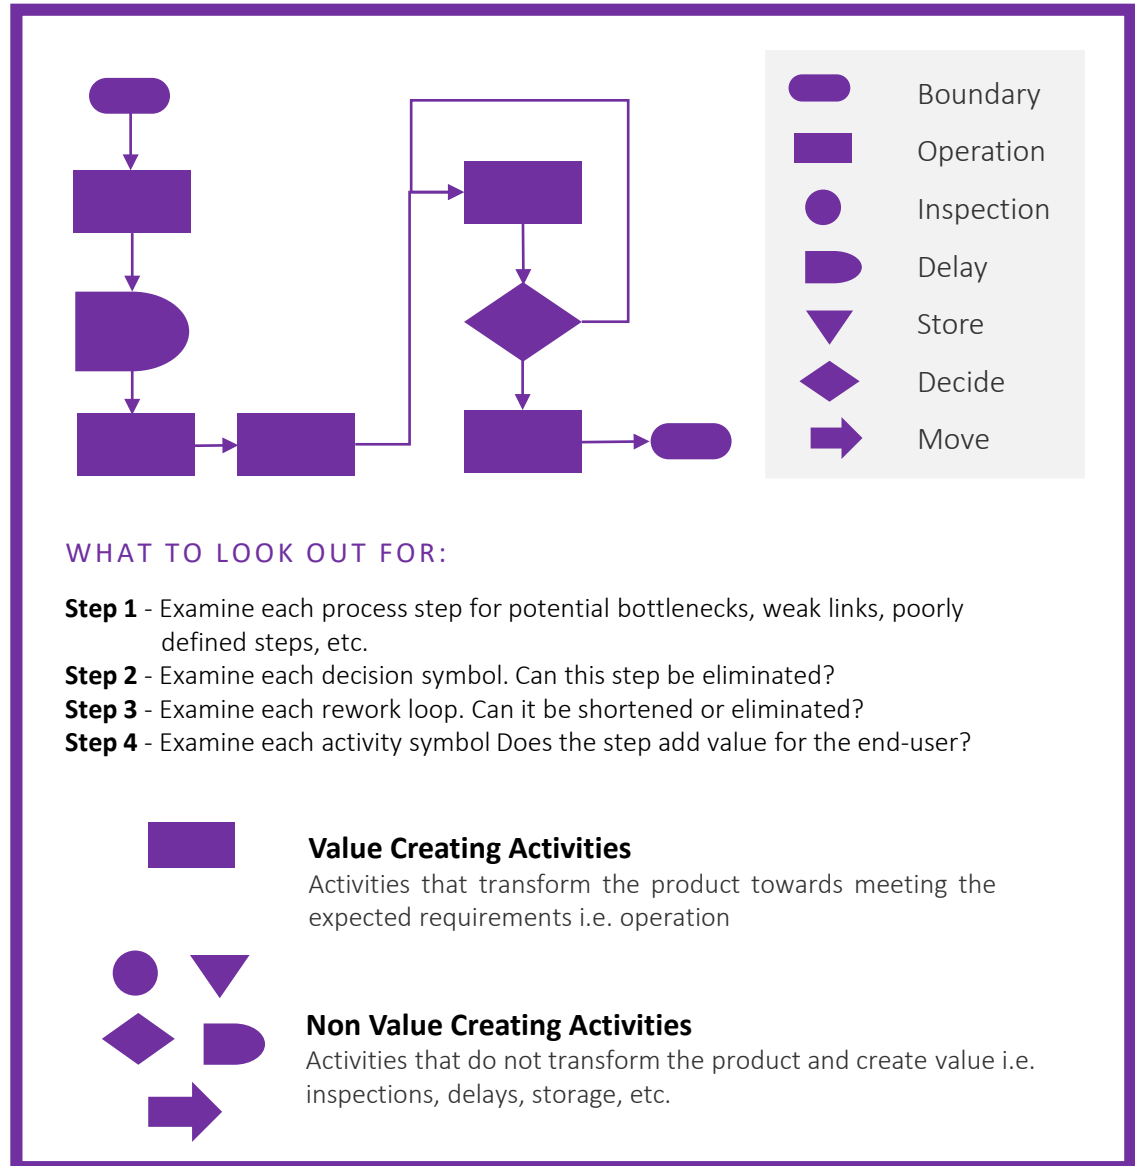 Boundary
Operation
Inspection
Delay
Store
Decide
Move
WHAT TO LOOK OUT FOR:
Step 1 - Examine each process step for potential bottlenecks, weak links, poorly
defined steps, etc.
Step 2 - Examine each decision symbol. Can this step be eliminated?
Step 3 - Examine each rework loop. Can it be shortened or eliminated?
Step 4 - Examine each activity symbol Does the step add value for the end-user?
Value Creating Activities
Activities that transform the product towards meeting the
expected requirements i.e. operation
Non Value Creating Activities
Activities that do not transform the product and create value i.e.
inspections, delays, storage, etc.